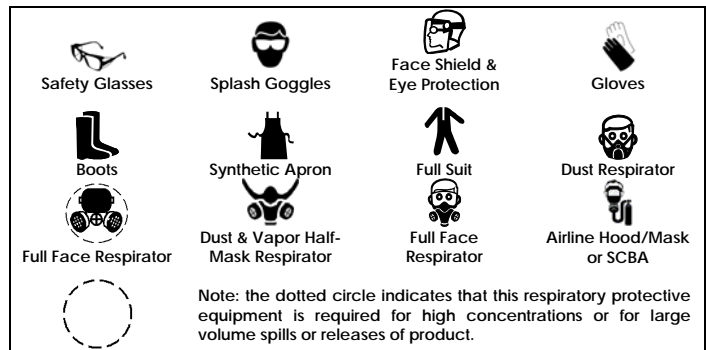 Safety Glasses
Splash Goggles
Face Shield &
Eye Protection
Gloves
Boots
Synthetic Apron
Full Suit
Dust Respirator
Full Face Respirator
Dust & Vapor Half-
Mask Respirator
Full Face
Respirator
Airline Hood/Mask
or SCBA
Note: the dotted circle indicates that this respiratory protective
equipment is required for high concentrations or for large
volume spills or releases of product.